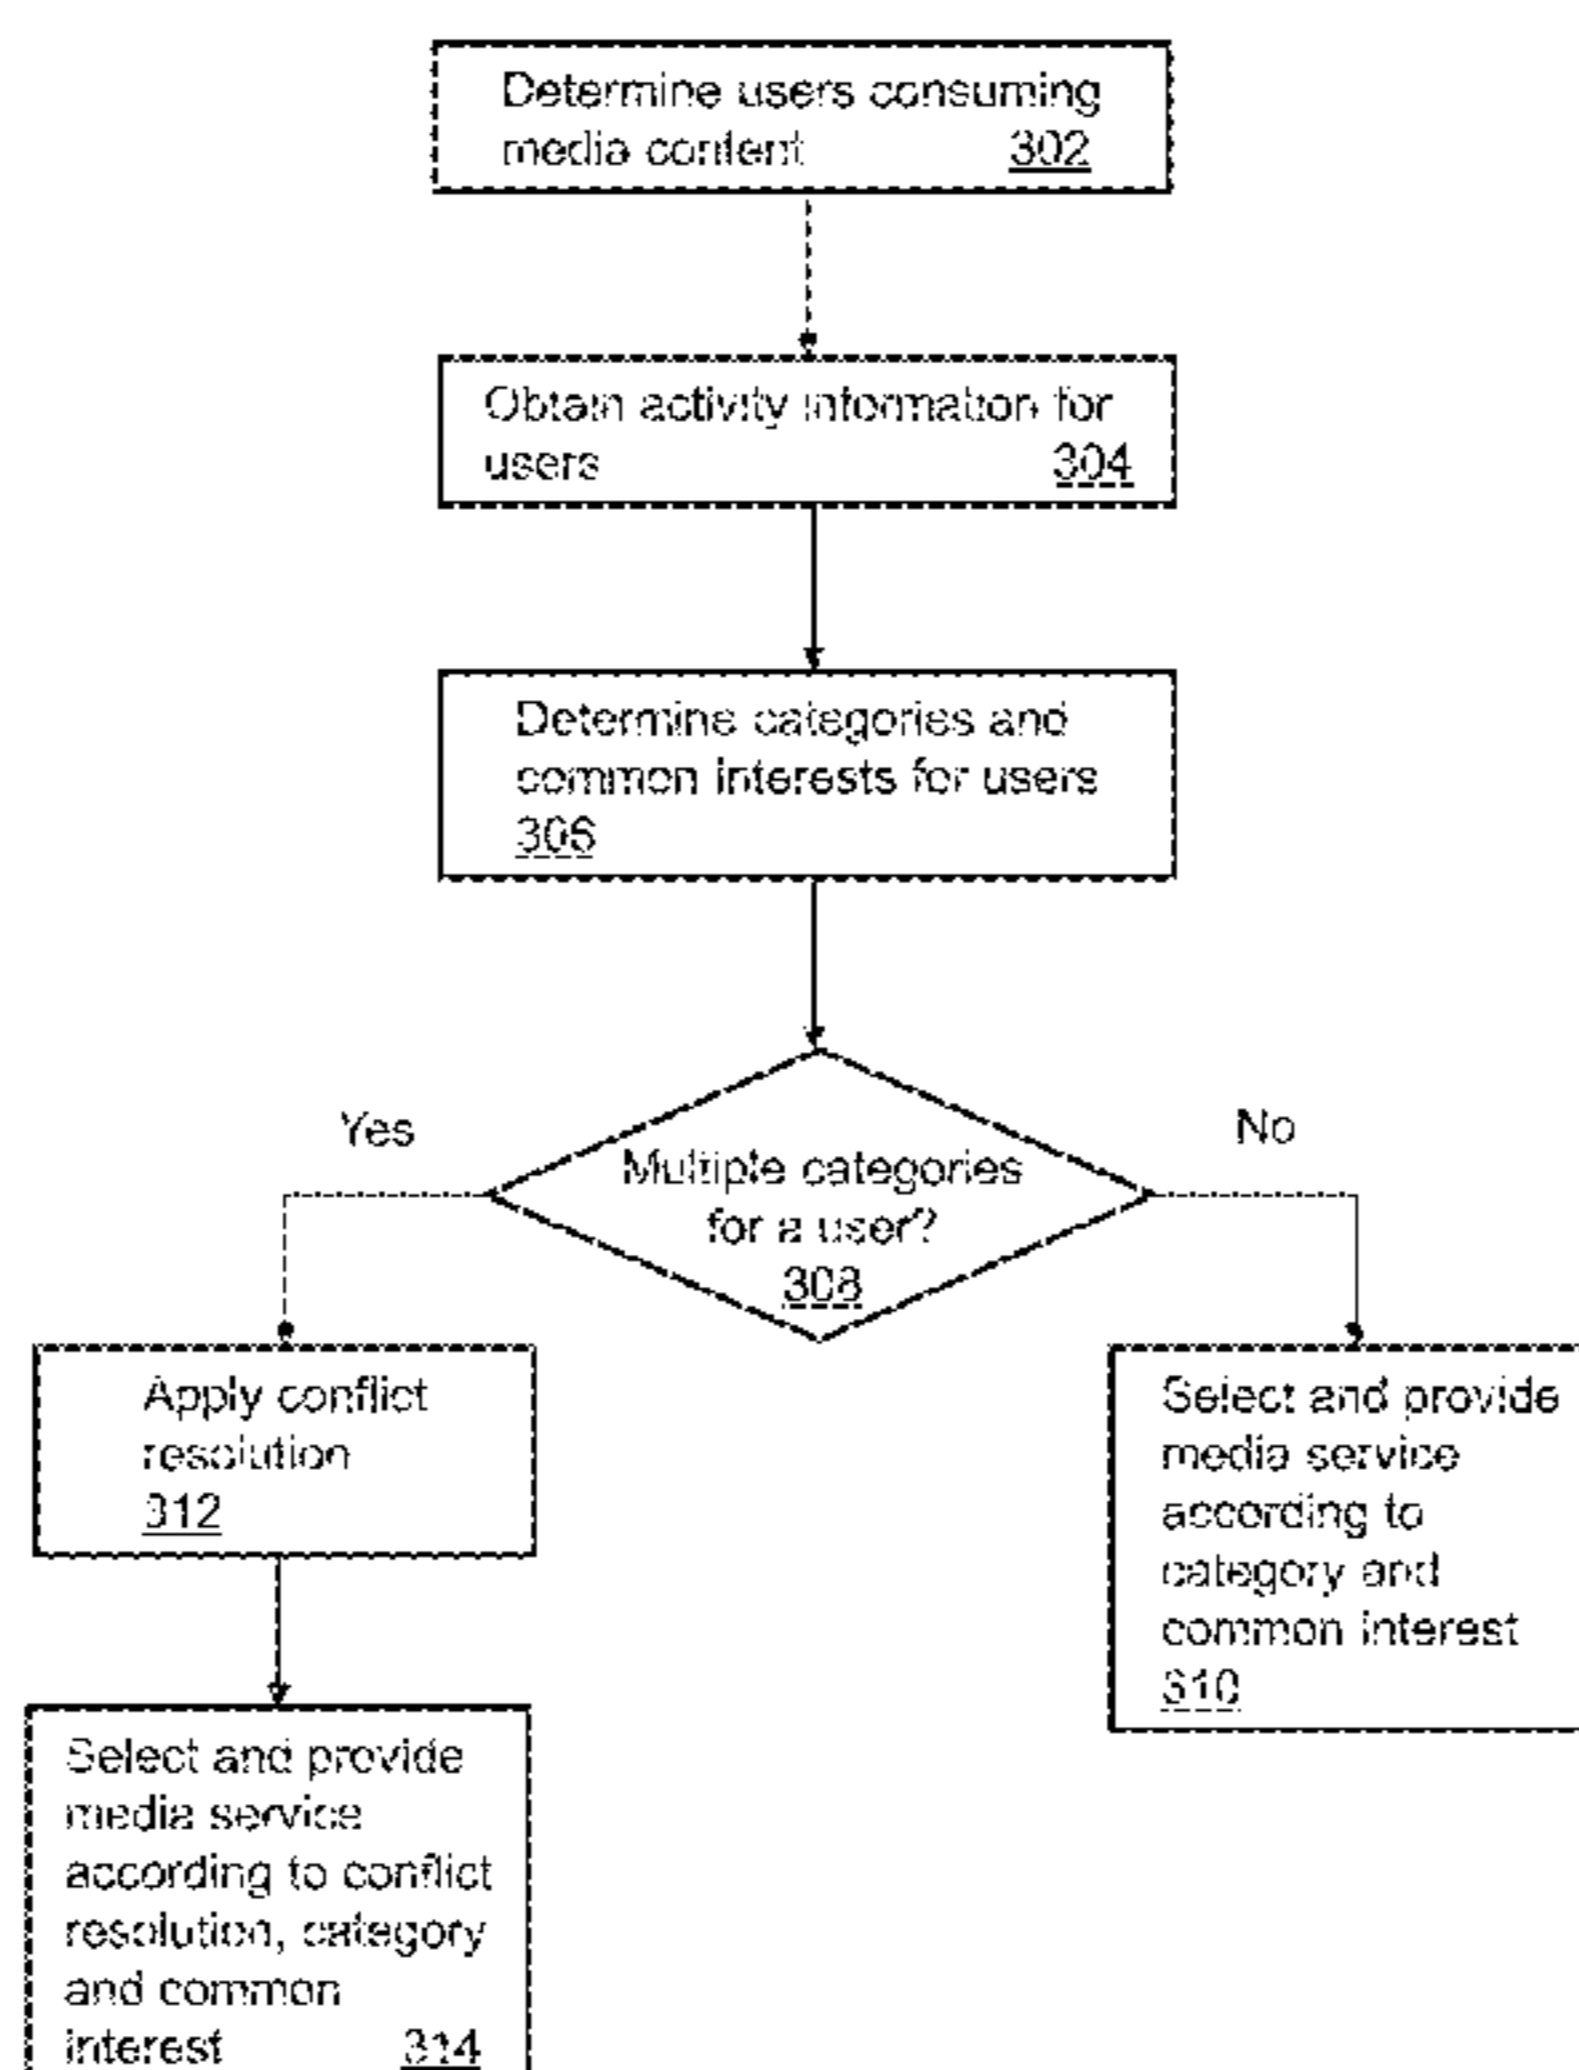 Determine users consuming
media content 302
Obtain activity information for
users 304
Determine categories and
common interests for users
306
Yes
No
Multiple categories
for a user?
308
Apply conflict
resolution
312
Select and provide
media service
according to
category and
common interest
310
Select and provide
media service
according to conflict
resolution, category
and common
interest 314